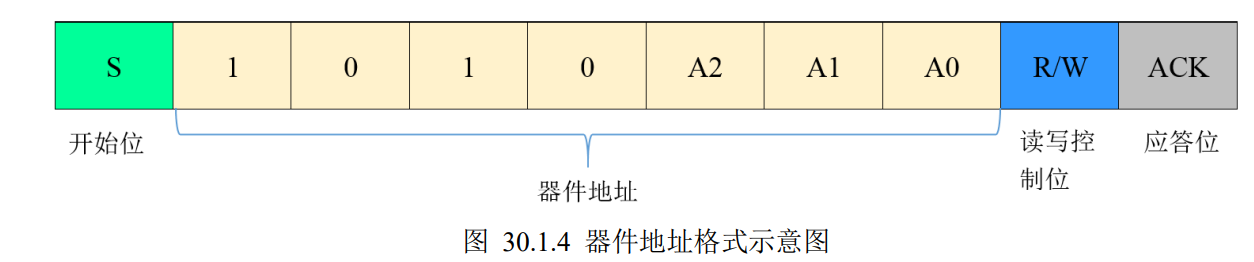 S 1 0 1 0 A2 A1 A0 R/W ACK
开始位
器件地址
读写控
制位
应答位
图 30.1.4 器件地址格式示意图